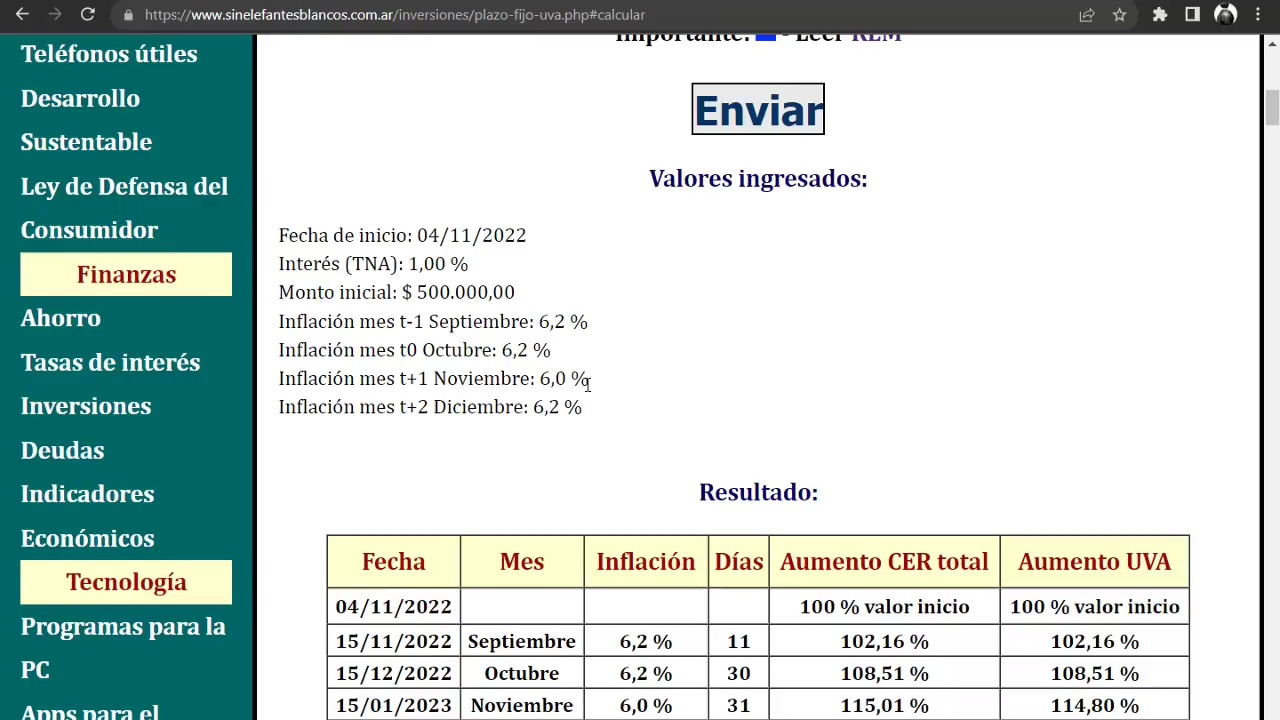 https://www.sinelefantesblancos.com.ar/inversiones/plazo-fijo-uva.php#calcular
Teléfonos útiles
Desarrollo
Sustentable
Ley de Defensa del
Consumidor
Finanzas
Ahorro
Tasas de interés
Inversiones
Deudas
Indicadores
Económicos
Tecnología
Programas para la
PC
Apps para el
Importante: - Leer REM
Enviar
Valores ingresados:
Fecha de inicio: 04/11/2022
Interés (TNA): 1,00 %
Monto inicial: $ 500.000,00
Inflación mes t-1 Septiembre: 6,2 %
Inflación mes t0 Octubre: 6,2 %
Inflación mes t+1 Noviembre: 6,0 %
Inflación mes t+2 Diciembre: 6,2 %
Resultado:
Fecha Mes Inflación Días Aumento CER total Aumento UVA
04/11/2022 100 % valor inicio 100 % valor inicio
15/11/2022 Septiembre 6,2 % 11 102,16 % 102,16 %
15/12/2022 Octubre 6,2 % 30 108,51 % 108,51 %
15/01/2023 Noviembre 6,0 % 31 115,01 % 114,80 %